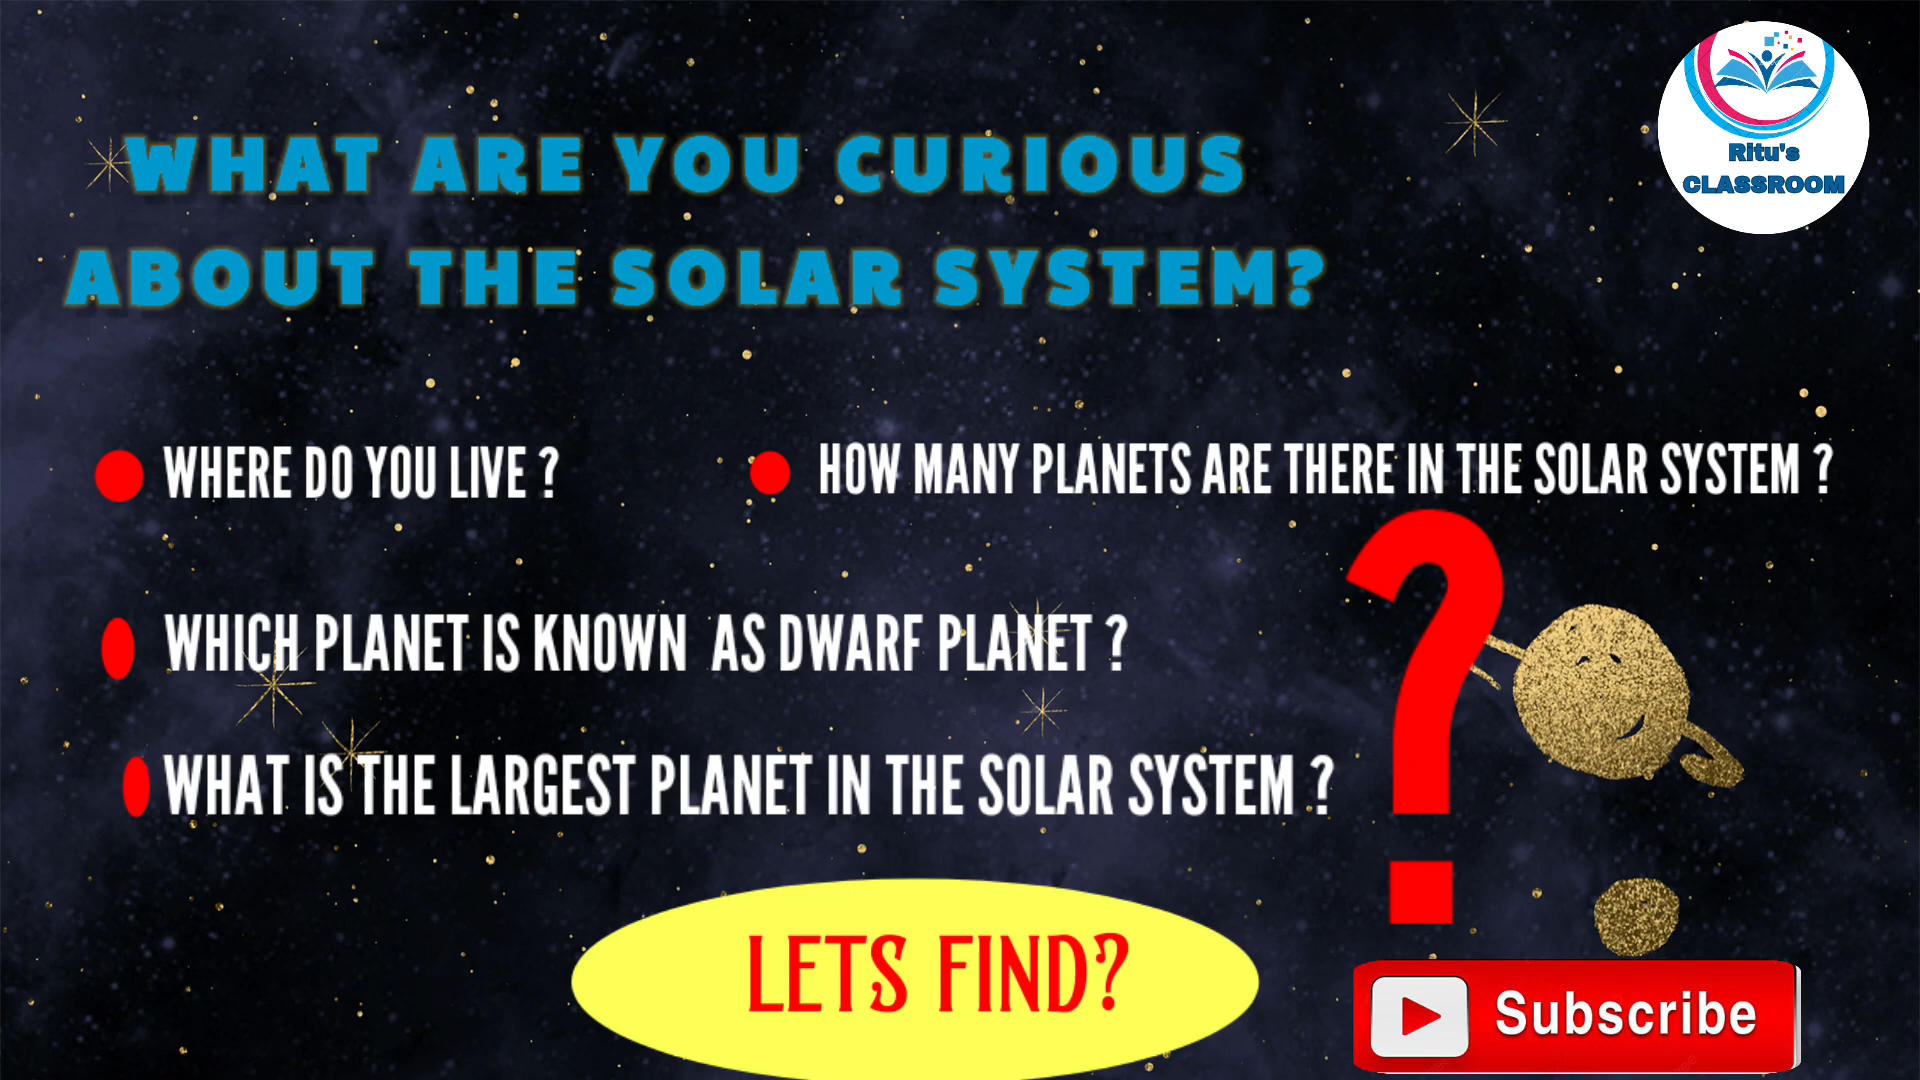 WHAT ARE YOU CURIOUS
ABOUT THE SOLAR SYSTEM?
Ritu's
CLASSROOM
WHERE DO YOU LIVE ?
HOW MANY PLANETS ARE THERE IN THE SOLAR SYSTEM ?
WHICH PLANET IS KNOWN AS DWARF PLANET ?
WHAT IS THE LARGEST PLANET IN THE SOLAR SYSTEM ?
?
LETS FIND?
Subscribe